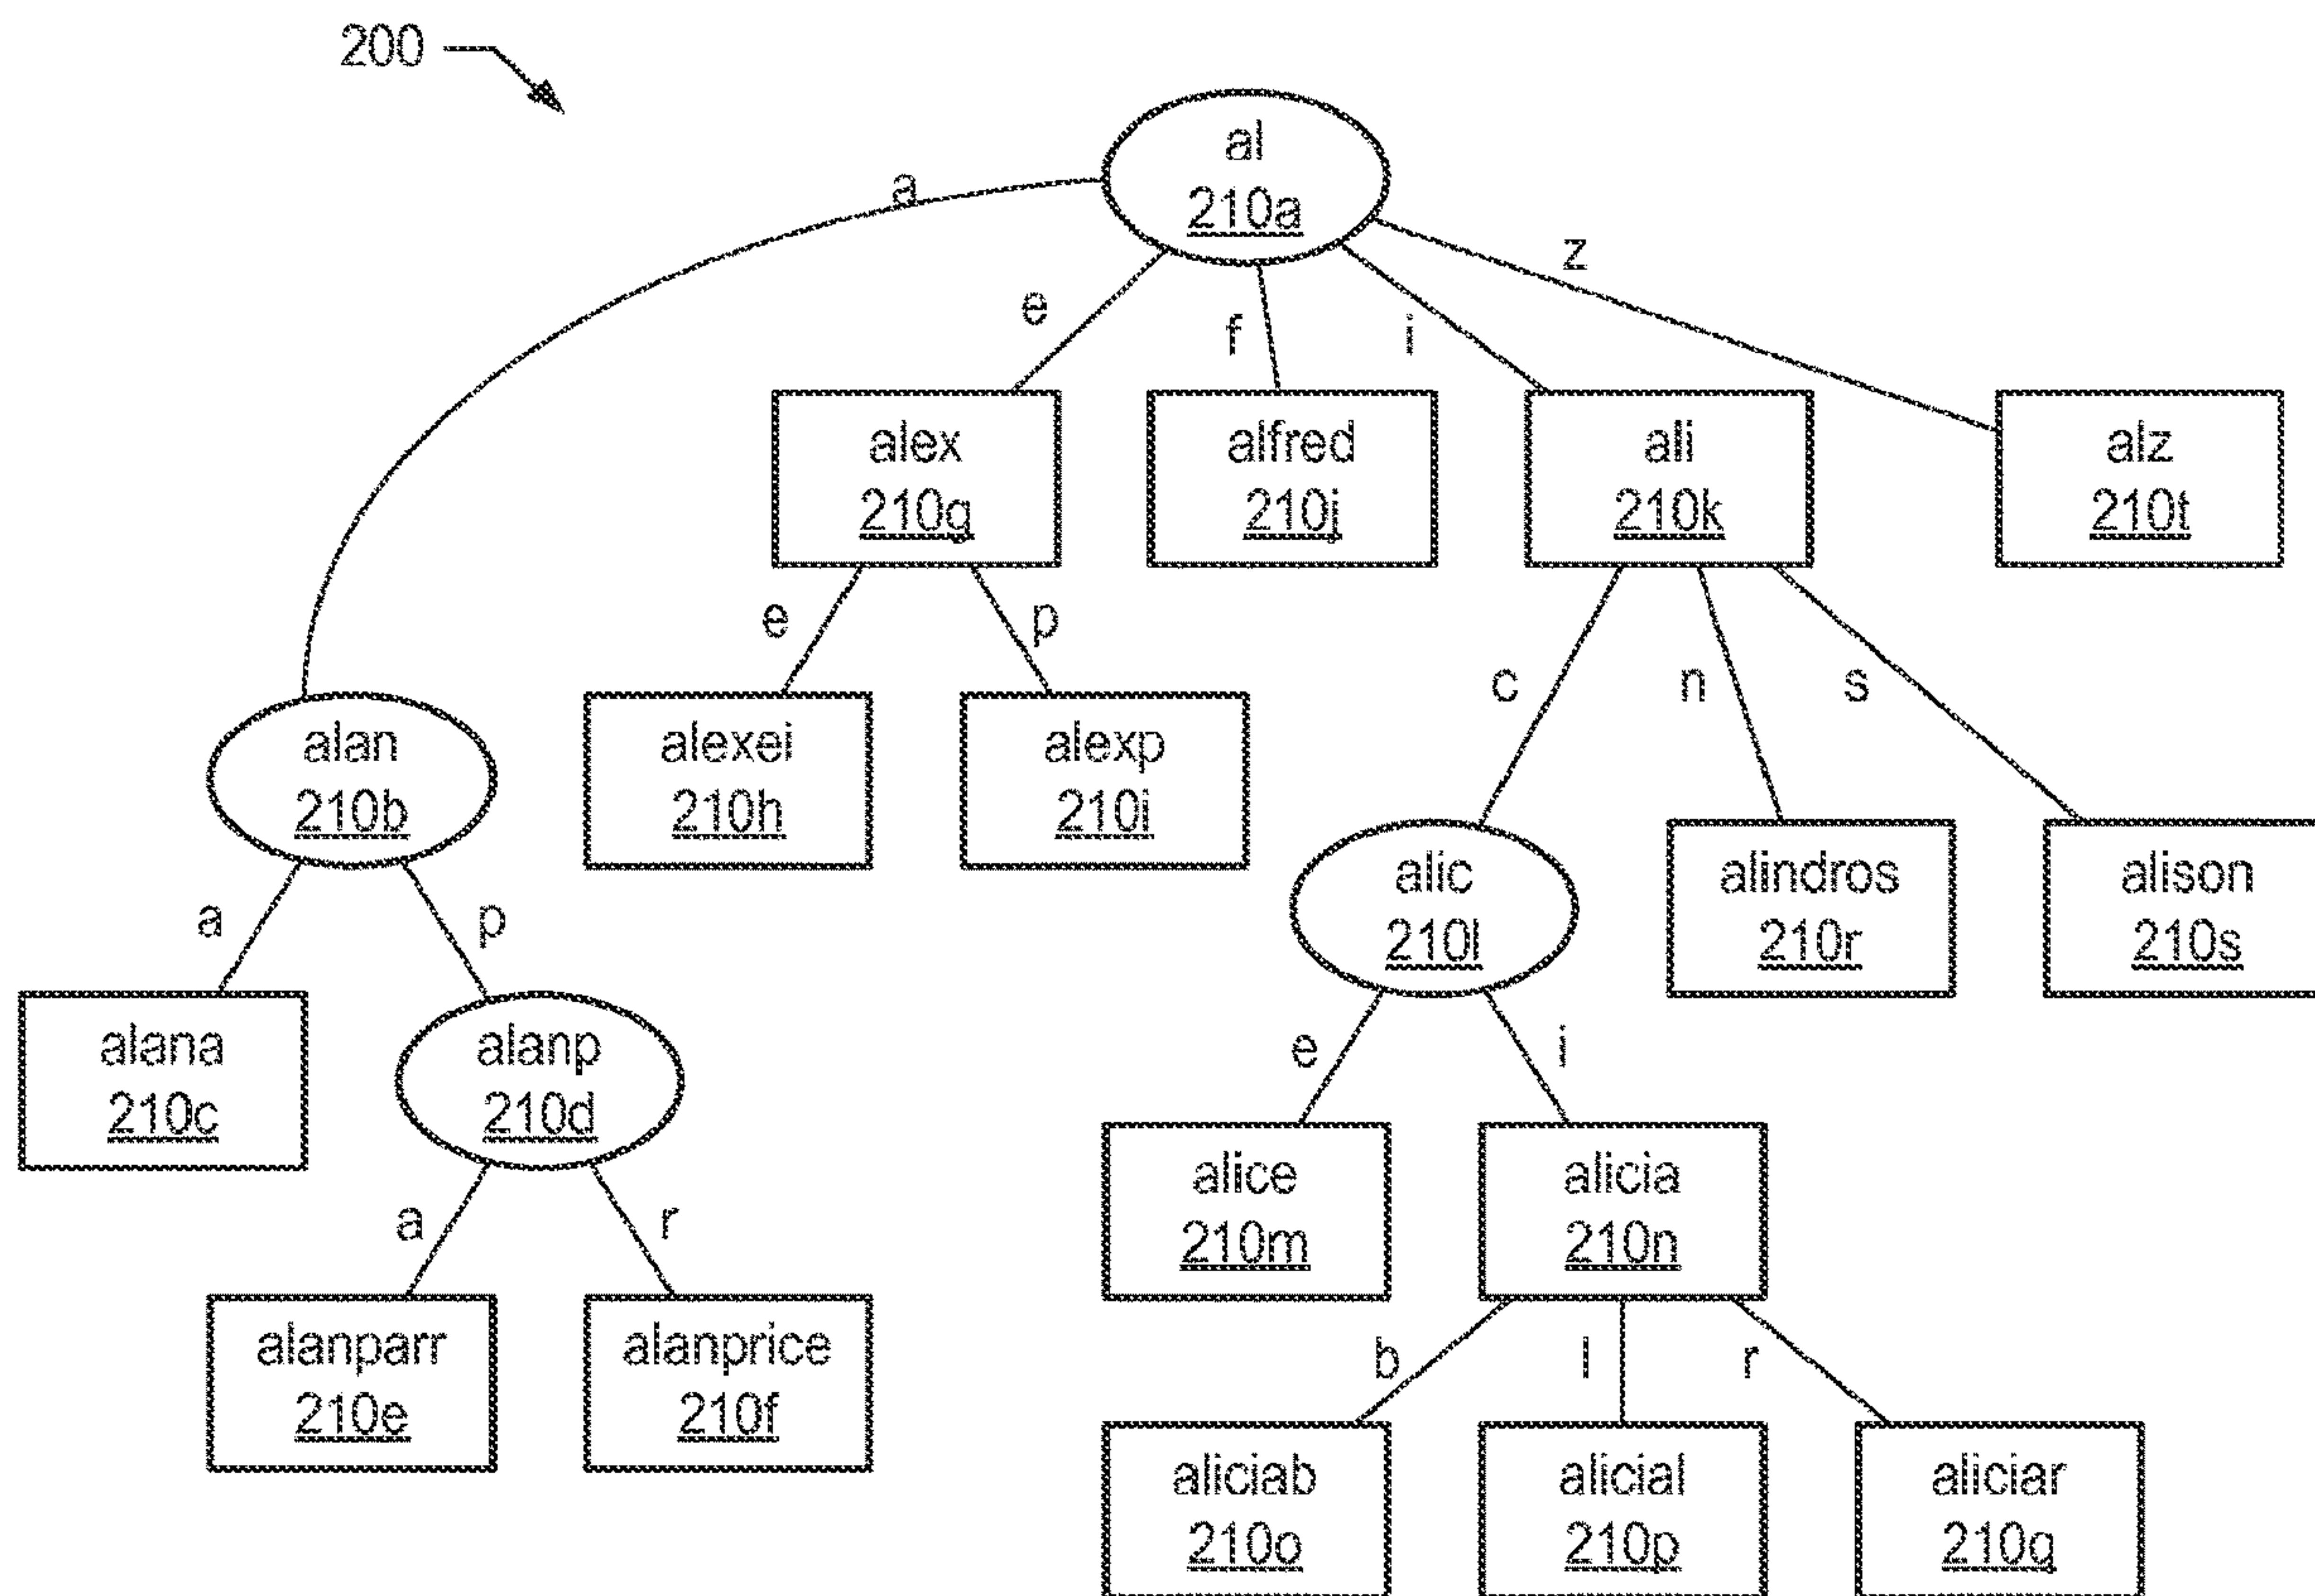 200
al
210a
a
e
f
i
z
alex
210g
alfred
210j
ali
210k
alz
210t
e
p
c
n
s
alan
210b
alexei
210h
alexp
210i
alic
210l
alindros
210r
alison
210s
a
p
e
i
alana
210c
alanp
210d
alice
210m
alicia
210n
a
r
b
l
r
alanparr
210e
alanprice
210f
aliciab
210o
alicial
210p
aliciar
210q